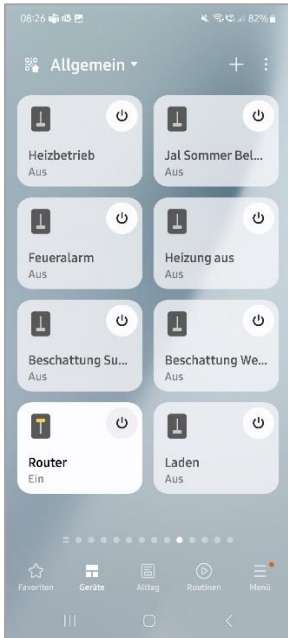 08:26
82%
Allgemein
Heizbetrieb
Aus
Jal Sommer Bel...
Aus
Feueralarm
Aus
Heizung aus
Aus
Beschattung Su...
Aus
Beschattung We...
Aus
Router
Ein
Laden
Aus
Favoriten
Geräte
Alltag
Routinen
Menü